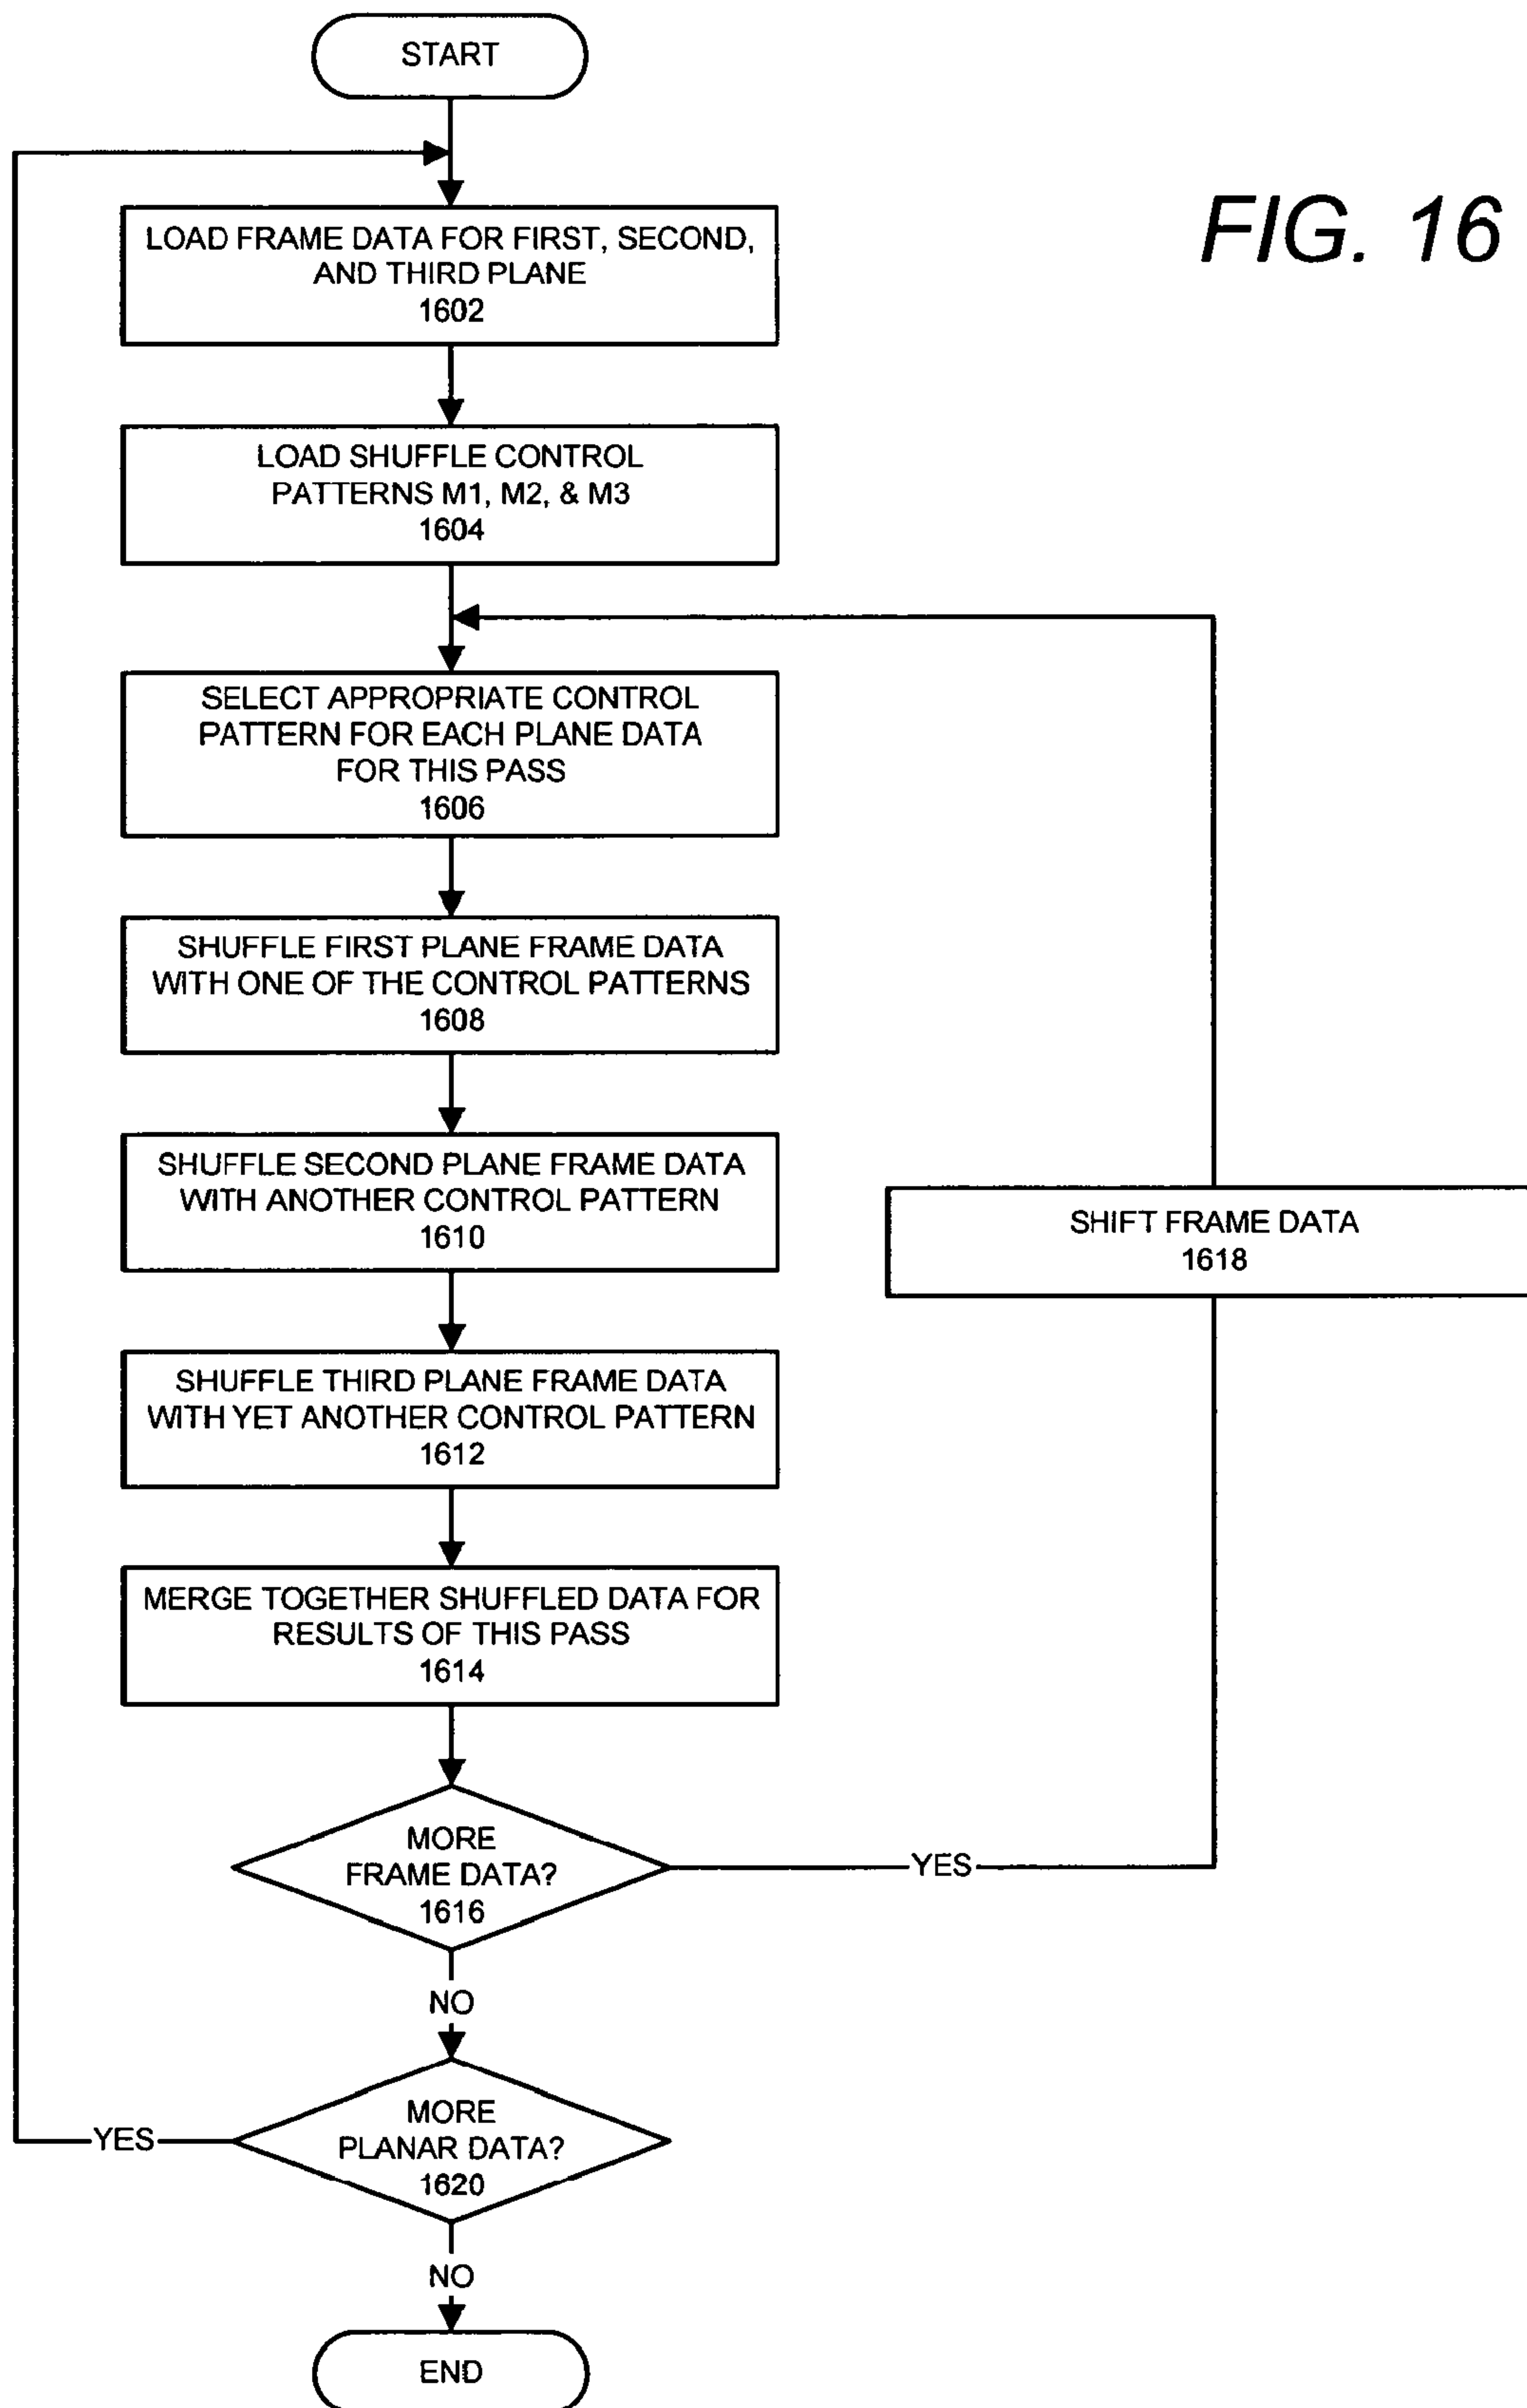 START
FIG. 16
LOAD FRAME DATA FOR FIRST, SECOND,
AND THIRD PLANE
1602
LOAD SHUFFLE CONTROL
PATTERNS M1, M2, & M3
1604
SELECT APPROPRIATE CONTROL
PATTERN FOR EACH PLANE DATA
FOR THIS PASS
1606
SHUFFLE FIRST PLANE FRAME DATA
WITH ONE OF THE CONTROL PATTERNS
1608
SHUFFLE SECOND PLANE FRAME DATA
WITH ANOTHER CONTROL PATTERN
1610
SHIFT FRAME DATA
1618
SHUFFLE THIRD PLANE FRAME DATA
WITH YET ANOTHER CONTROL PATTERN
1612
MERGE TOGETHER SHUFFLED DATA FOR
RESULTS OF THIS PASS
1614
MORE
FRAME DATA?
1616
YES
NO
MORE
PLANAR DATA?
1620
YES
NO
END